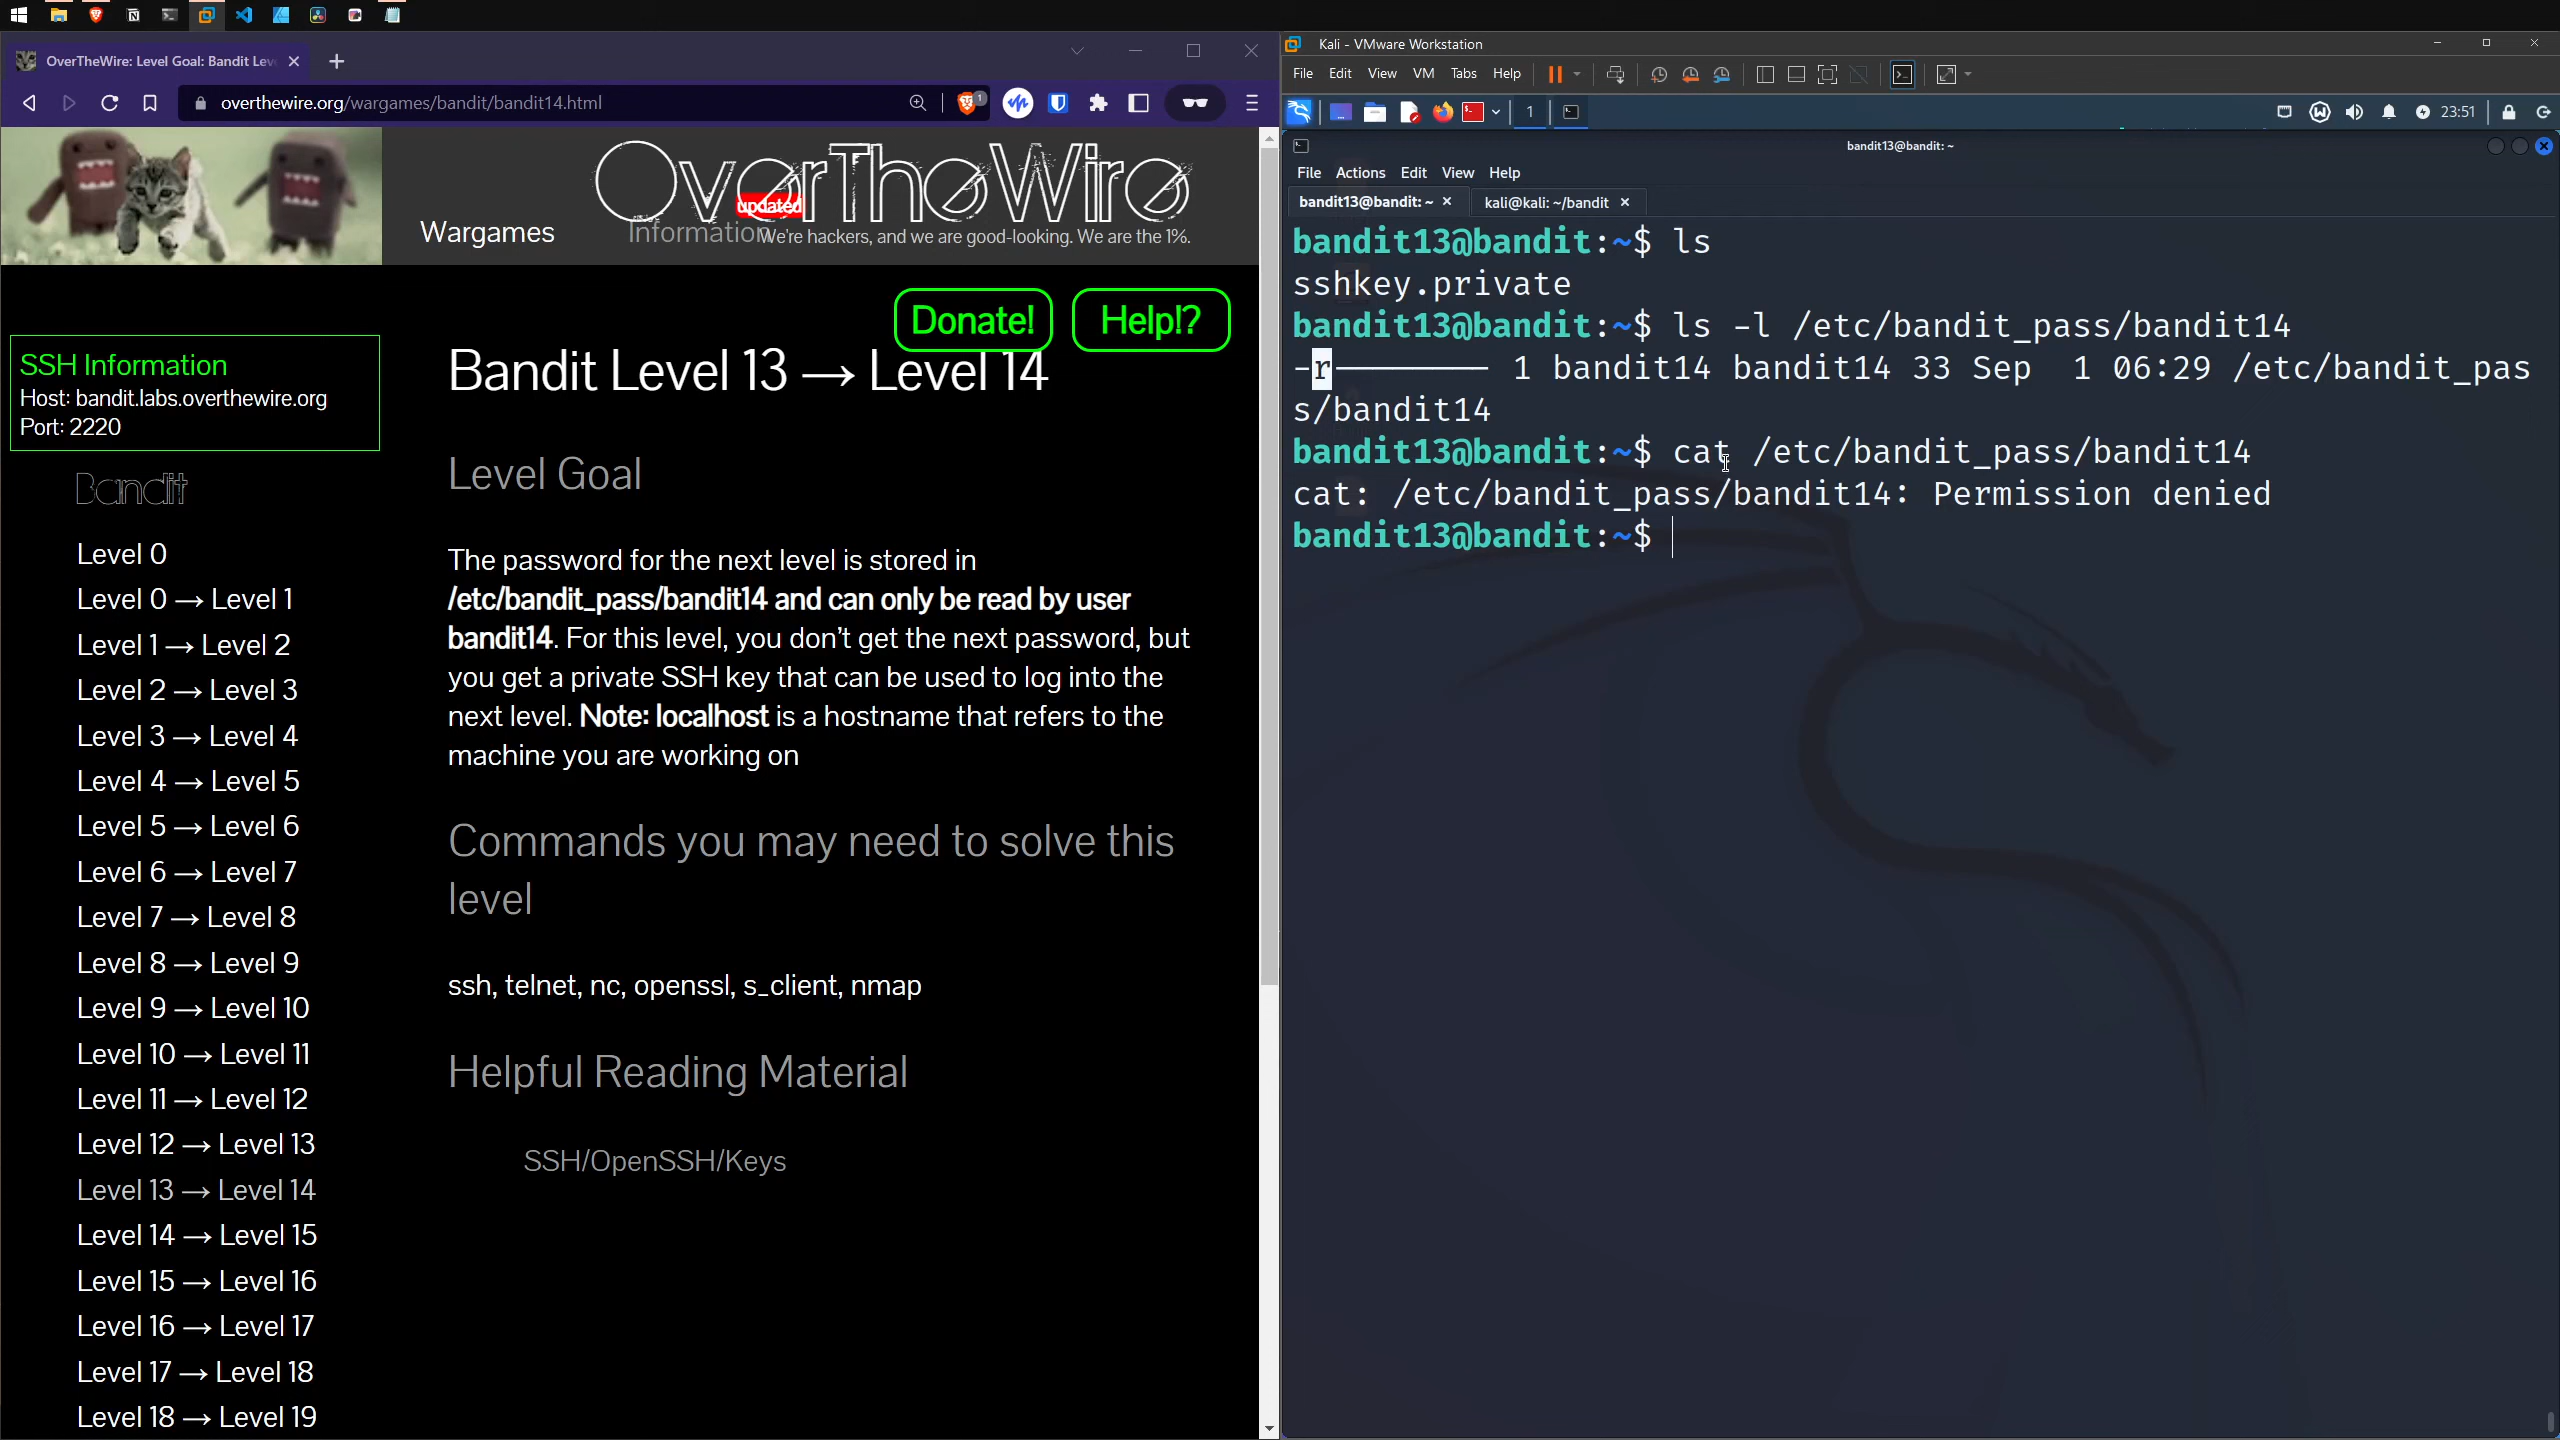 OverTheWire: Level Goal: Bandit Lev
overthewire.org/wargames/bandit/bandit14.html
OverTheWire
updated
Wargames
Information
We're hackers, and we are good-looking. We are the 1%.
Donate!
Help!?
SSH Information
Host: bandit.labs.overthewire.org
Port: 2220
Bandit
Level 0
Level 0 → Level 1
Level 1 → Level 2
Level 2 → Level 3
Level 3 → Level 4
Level 4 → Level 5
Level 5 → Level 6
Level 6 → Level 7
Level 7 → Level 8
Level 8 → Level 9
Level 9 → Level 10
Level 10 → Level 11
Level 11 → Level 12
Level 12 → Level 13
Level 13 → Level 14
Level 14 → Level 15
Level 15 → Level 16
Level 16 → Level 17
Level 17 → Level 18
Level 18 → Level 19
Bandit Level 13 → Level 14
Level Goal
The password for the next level is stored in
/etc/bandit_pass/bandit14 and can only be read by user
bandit14. For this level, you don't get the next password, but
you get a private SSH key that can be used to log into the
next level. Note: localhost is a hostname that refers to the
machine you are working on
Commands you may need to solve this
level
ssh, telnet, nc, openssl, s_client, nmap
Helpful Reading Material
SSH/OpenSSH/Keys
Kali - VMware Workstation
File Edit View VM Tabs Help
1
23:51
bandit13@bandit: ~
File Actions Edit View Help
bandit13@bandit: ~
kali@kali: ~/bandit
bandit13@bandit:~$ ls
sshkey.private
bandit13@bandit:~$ ls -l /etc/bandit_pass/bandit14
-r-------- 1 bandit14 bandit14 33 Sep  1 06:29 /etc/bandit_pas
s/bandit14
bandit13@bandit:~$ cat /etc/bandit_pass/bandit14
cat: /etc/bandit_pass/bandit14: Permission denied
bandit13@bandit:~$